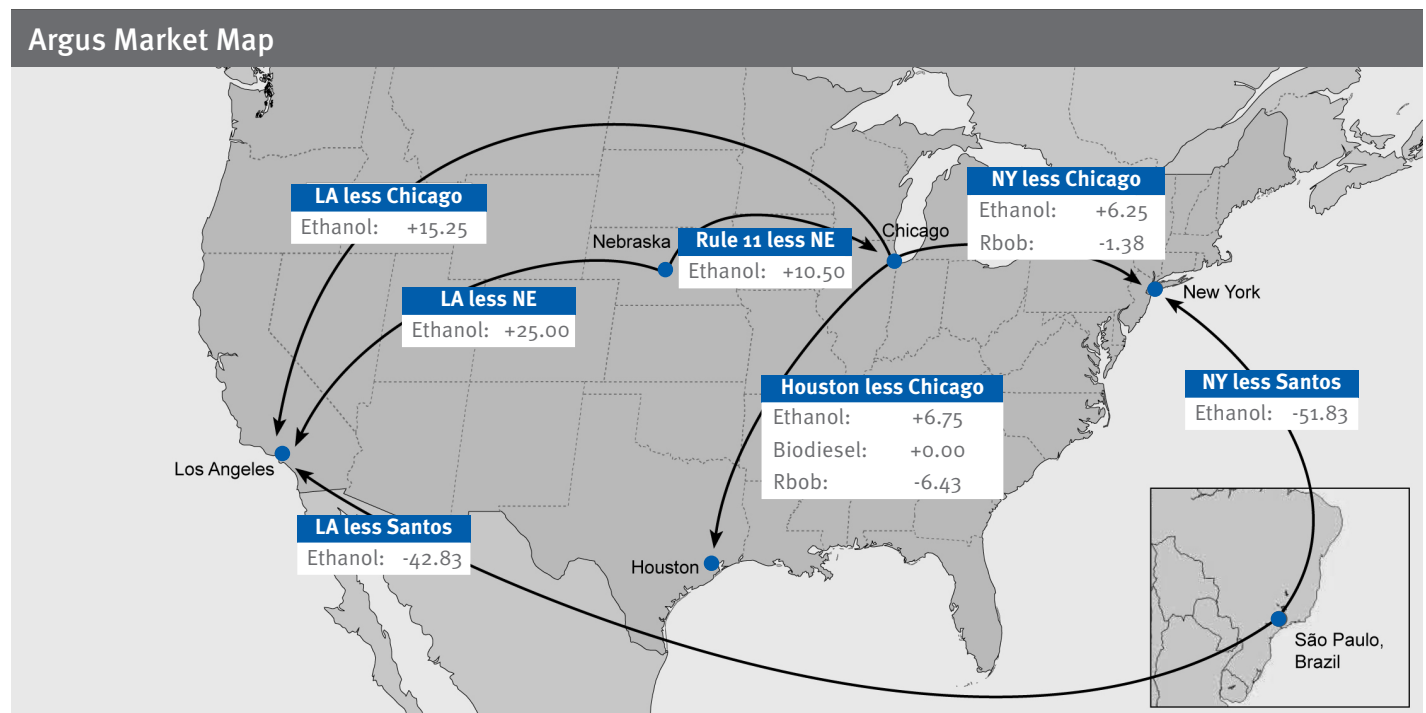 Argus Market Map
LA less Chicago
Ethanol: +15.25
NY less Chicago
Ethanol: +6.25
Rbob: -1.38
Chicago
Nebraska
Rule 11 less NE
Ethanol: +10.50
LA less NE
Ethanol: +25.00
New York
Houston less Chicago
Ethanol: +6.75
Biodiesel: +0.00
Rbob: -6.43
NY less Santos
Ethanol: -51.83
Los Angeles
LA less Santos
Ethanol: -42.83
Houston
São Paulo,
Brazil